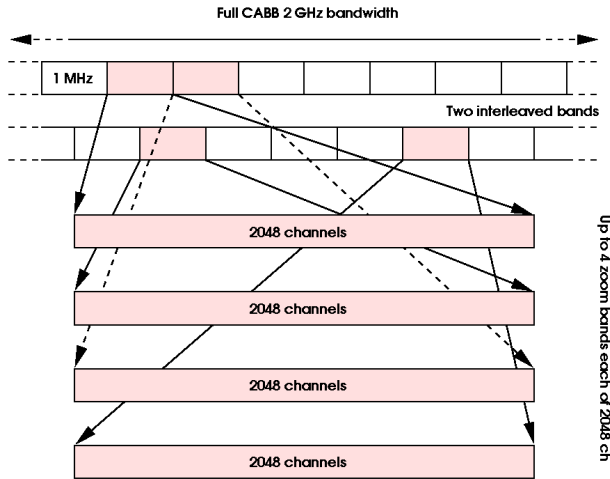 Full CABB 2 GHz bandwidth
1 MHz
Two interleaved bands
2048 channels
2048 channels
2048 channels
2048 channels
Up to 4 zoom bands each of 2048 ch